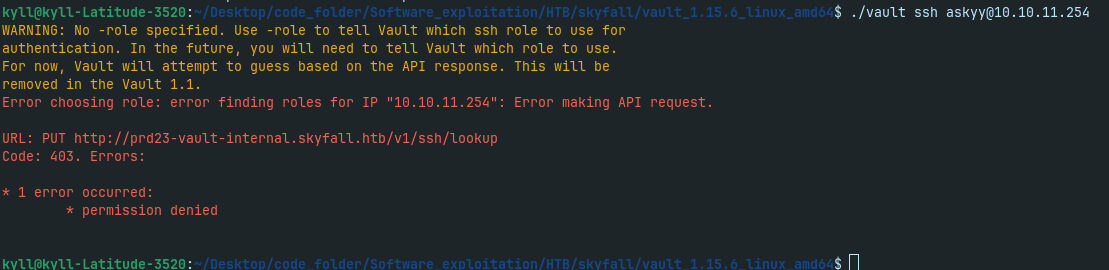 kyll@kyll-Latitude-3520:~/Desktop/code_folder/Software_exploitation/HTB/skyfall/vault_1.15.6_linux_amd64$ ./vault ssh askyy@10.10.11.254
WARNING: No -role specified. Use -role to tell Vault which ssh role to use for
authentication. In the future, you will need to tell Vault which role to use.
For now, Vault will attempt to guess based on the API response. This will be
removed in the Vault 1.1.
Error choosing role: error finding roles for IP "10.10.11.254": Error making API request.
URL: PUT http://prd23-vault-internal.skyfall.htb/v1/ssh/lookup
Code: 403. Errors:
* 1 error occurred:
* permission denied
kyll@kyll-Latitude-3520:~/Desktop/code_folder/Software_exploitation/HTB/skyfall/vault_1.15.6_linux_amd64$